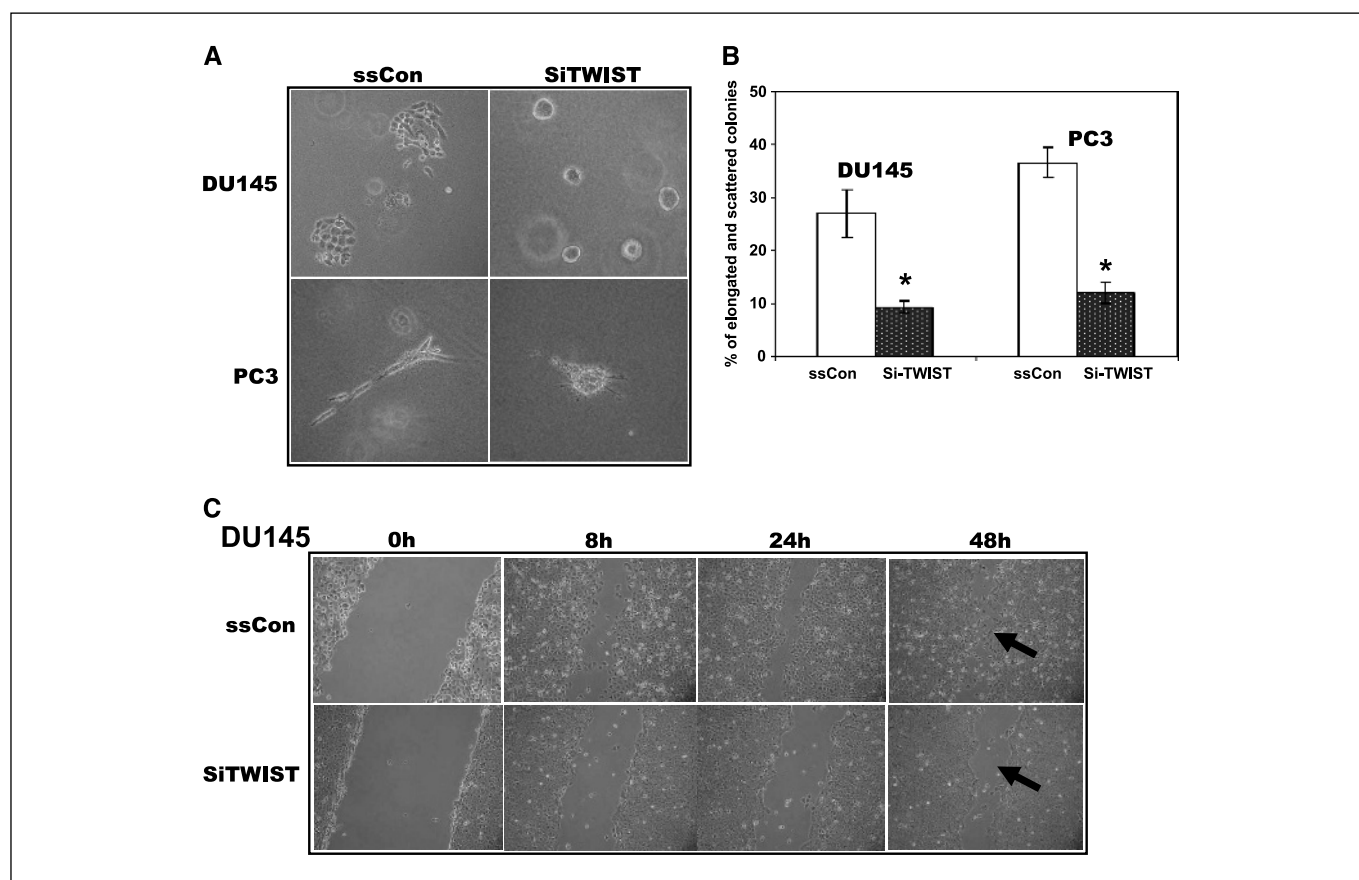 A
ssCon SiTWIST
DU145
PC3
B
% of elongated and scattered colonies
50
40
30
20
10
0
DU145
PC3
*
*
ssCon Si-TWIST ssCon Si-TWIST
C
DU145 0h 8h 24h 48h
ssCon
SiTWIST